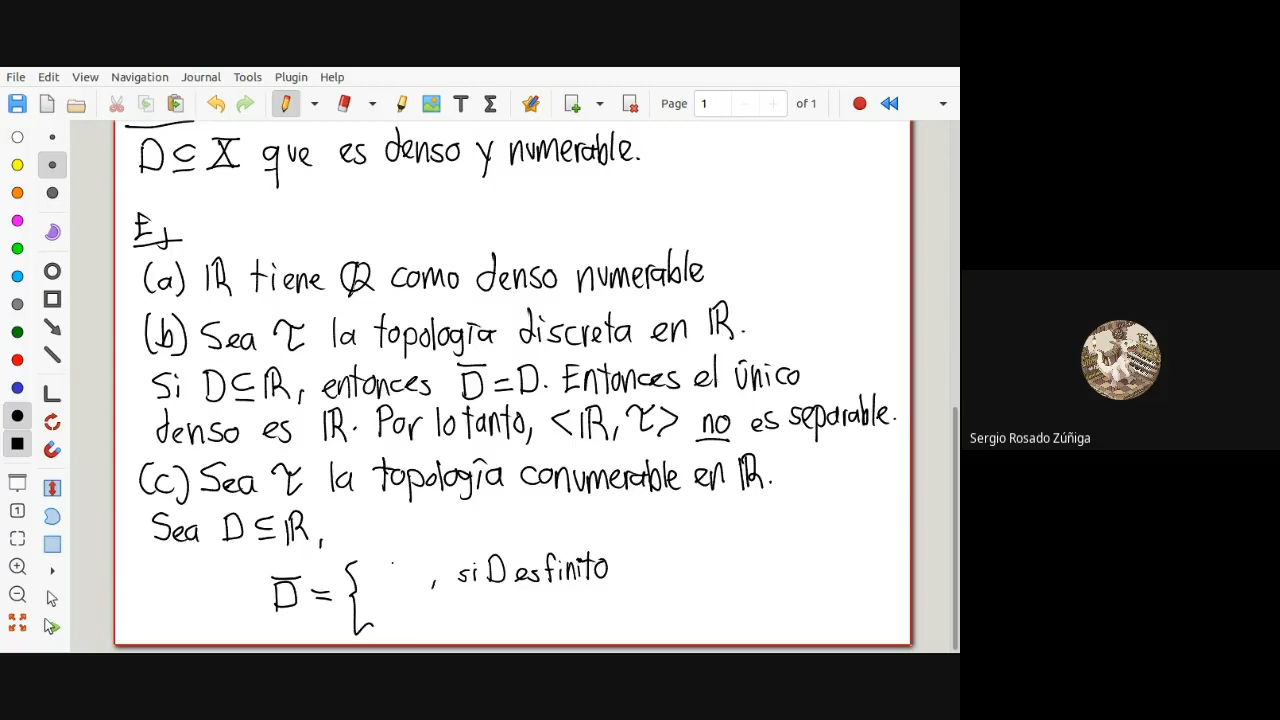 File Edit View Navigation Journal Tools Plugin Help
Page 1 of 1
D ⊆ X que es denso y numerable.
Ej
(a) ℝ tiene ℚ como denso numerable
(b) Sea τ la topología discreta en ℝ.
Si D ⊆ ℝ, entonces D̅ = D. Entonces el único
denso es ℝ. Por lo tanto, <ℝ, τ> no es separable.
(c) Sea τ la topología conumerable en ℝ.
Sea D ⊆ ℝ,
D̅ = { , si D es finito
Sergio Rosado Zúñiga